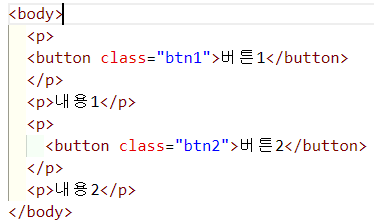 <body>
<p>
<button class="btn1">버튼1</button>
</p>
<p>내용1</p>
<p>
<button class="btn2">버튼2</button>
</p>
<p>내용2</p>
</body>